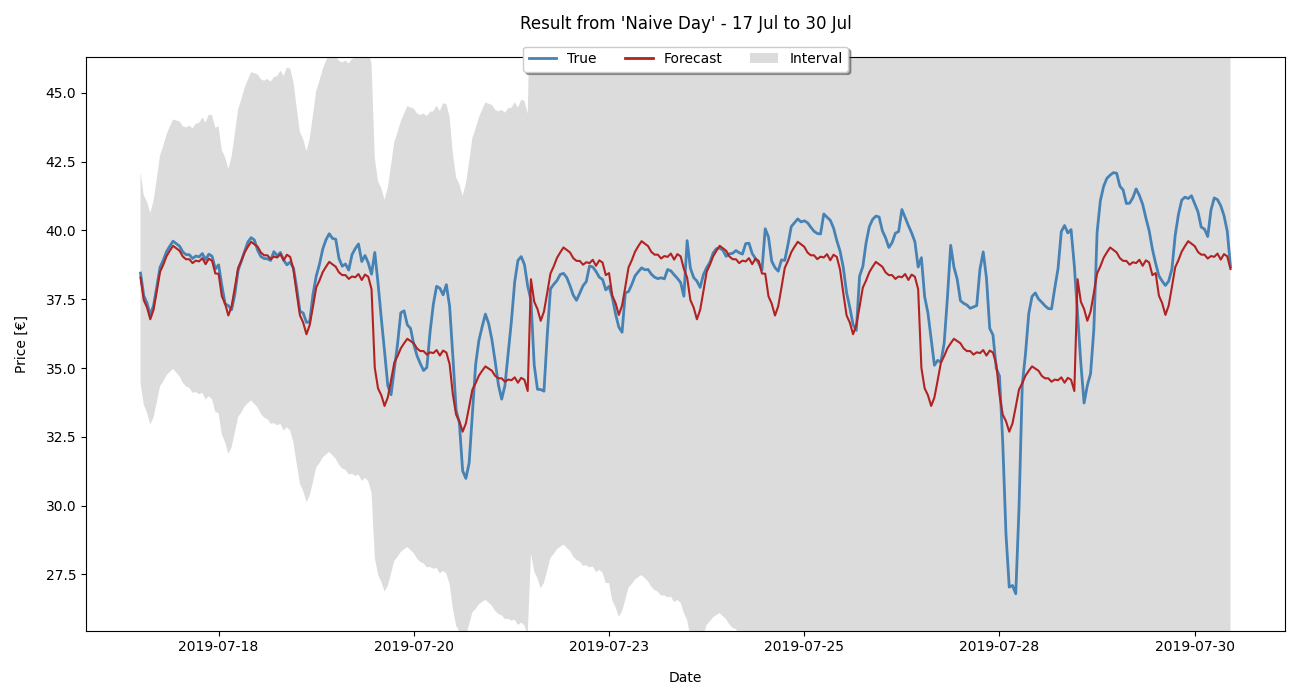 Result from 'Naive Day' - 17 Jul to 30 Jul
True Forecast Interval
45.0
42.5
40.0
37.5
35.0
32.5
30.0
27.5
Price [€]
2019-07-18 2019-07-20 2019-07-23 2019-07-25 2019-07-28 2019-07-30
Date